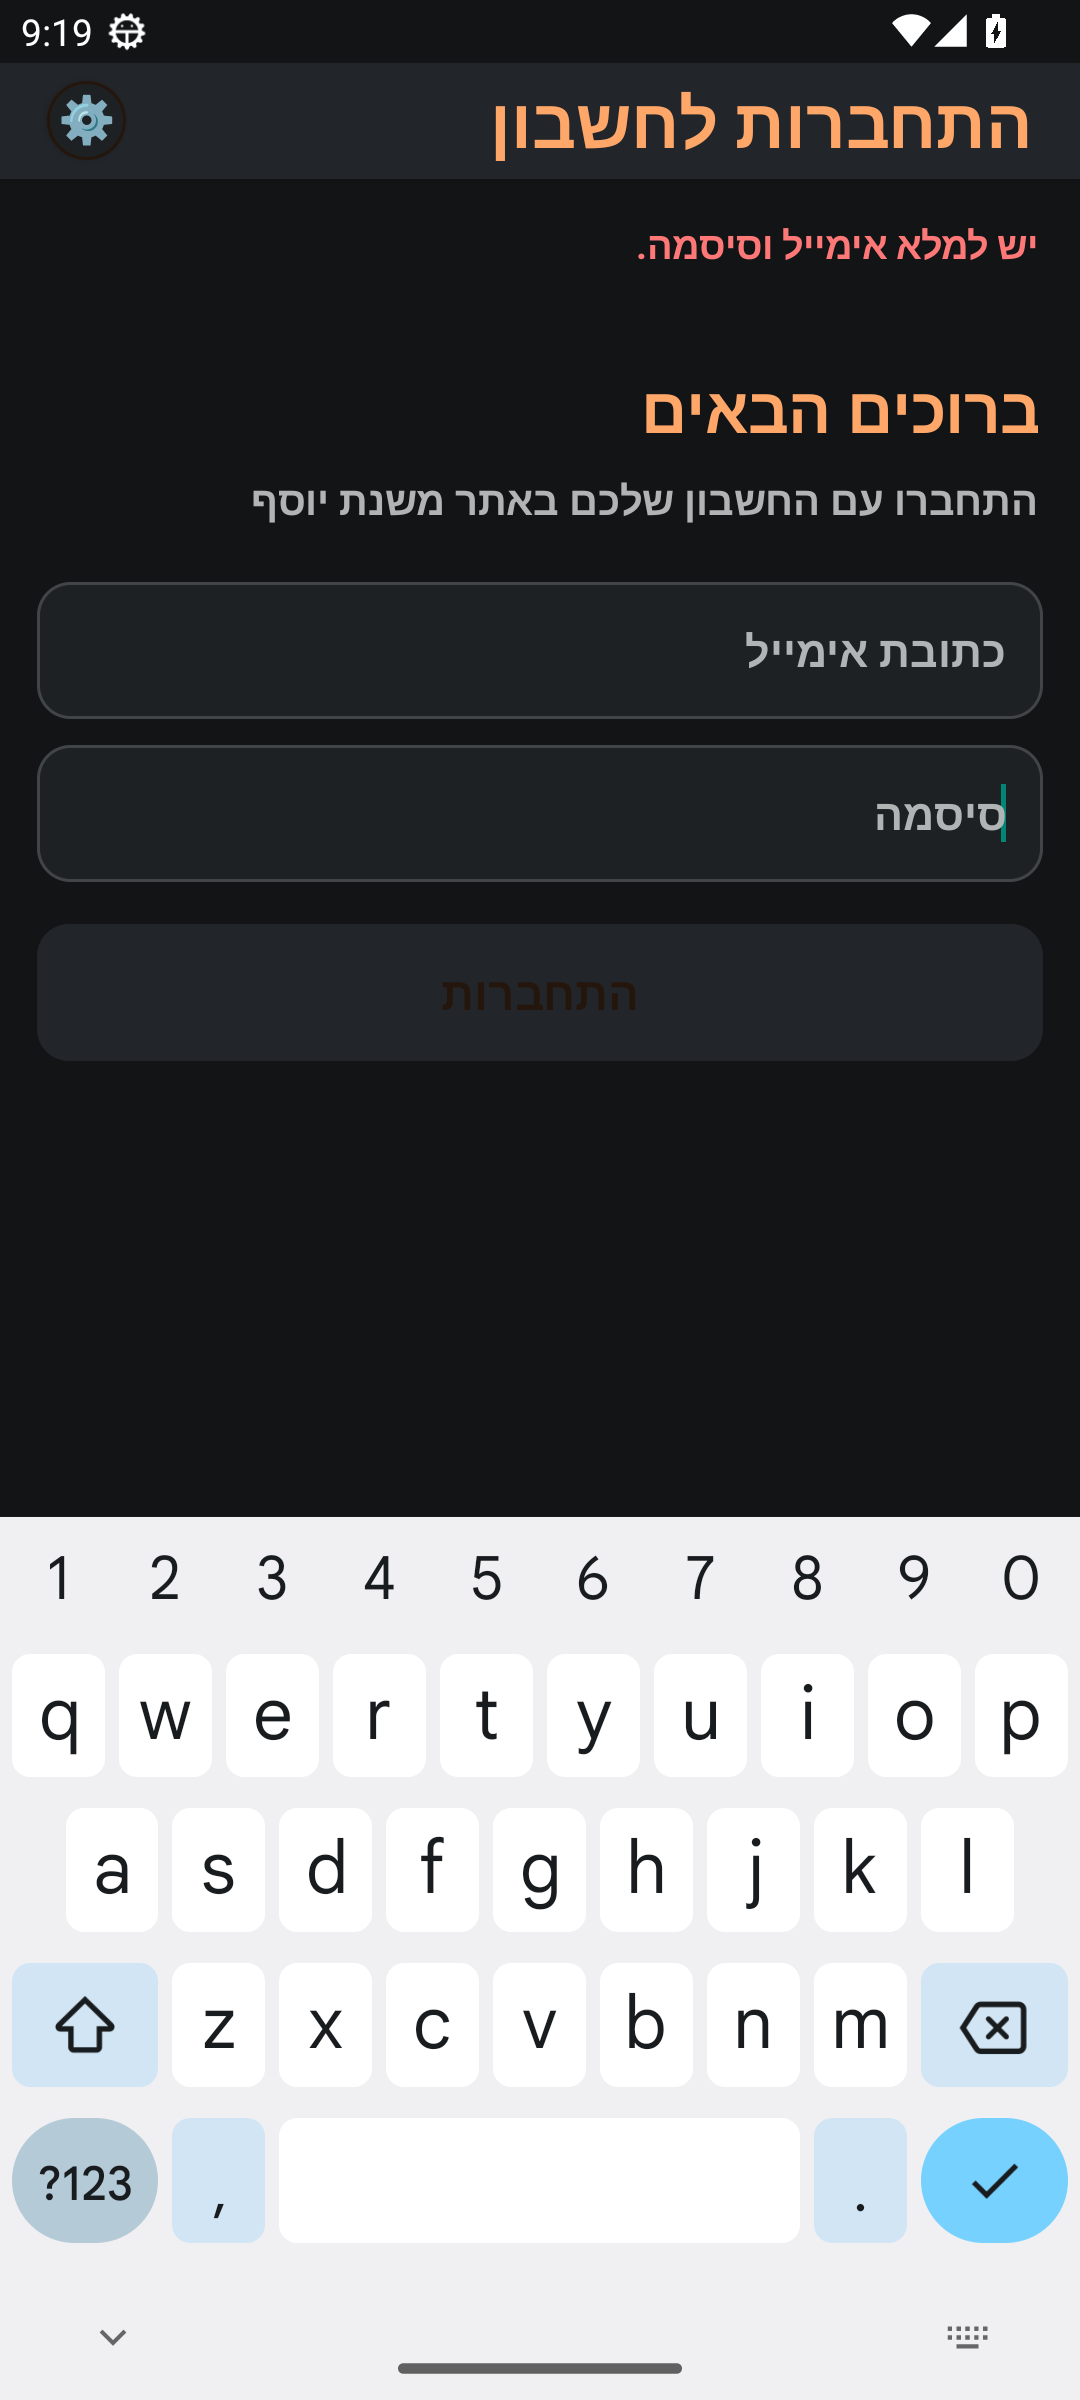 9:19
התחברות לחשבון
יש למלא אימייל וסיסמה.
ברוכים הבאים
התחברו עם החשבון שלכם באתר משנת יוסף
כתובת אימייל
סיסמה
התחברות
1 2 3 4 5 6 7 8 9 0
q w e r t y u i o p
a s d f g h j k l
z x c v b n m
?123 , .